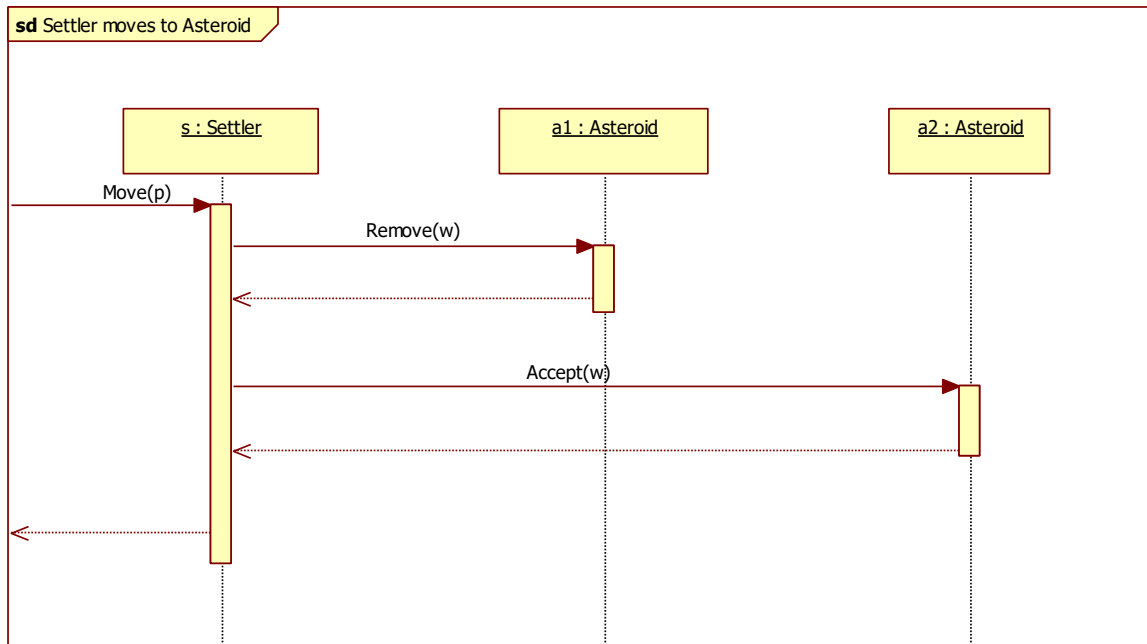 sd Settler moves to Asteroid
s : Settler
a1 : Asteroid
a2 : Asteroid
Move(p)
Remove(w)
Accept(w)